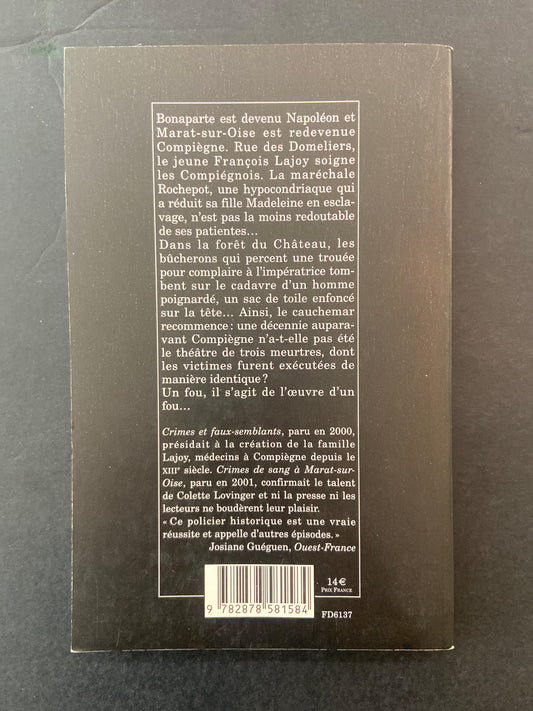 Bonaparte est devenu Napoléon et
Marat-sur-Oise est redevenue
Compiègne. Rue des Domeliers,
le jeune François Lajoy soigne
les Compiégnois. La maréchale
Rochepot, une hypocondriaque qui
a réduit sa fille Madeleine en escla-
vage, n'est pas la moins redoutable
de ses patientes...
Dans la forêt du Château, les
bûcherons qui percent une trouée
pour complaire à l'impératrice tom-
bent sur le cadavre d'un homme
poignardé, un sac de toile enfoncé
sur la tête... Ainsi, le cauchemar
recommence : une décennie aupara-
vant Compiègne n'a-t-elle pas été
le théâtre de trois meurtres, dont
les victimes furent exécutées de
manière identique ?
Un fou, il s'agit de l'œuvre d'un
fou...
Crimes et faux-semblants, paru en 2000,
présidait à la création de la famille
Lajoy, médecins à Compiègne depuis le
XIIIe siècle. Crimes de sang à Marat-sur-
Oise, paru en 2001, confirmait le talent
de Colette Lovinger et ni la presse ni les
lecteurs ne boudèrent leur plaisir.
« Ce policier historique est une vraie
réussite et appelle d'autres épisodes. »
Josiane Guéguen, Ouest-France
14€
PRIX FRANCE
9 782878 581584
FD6137